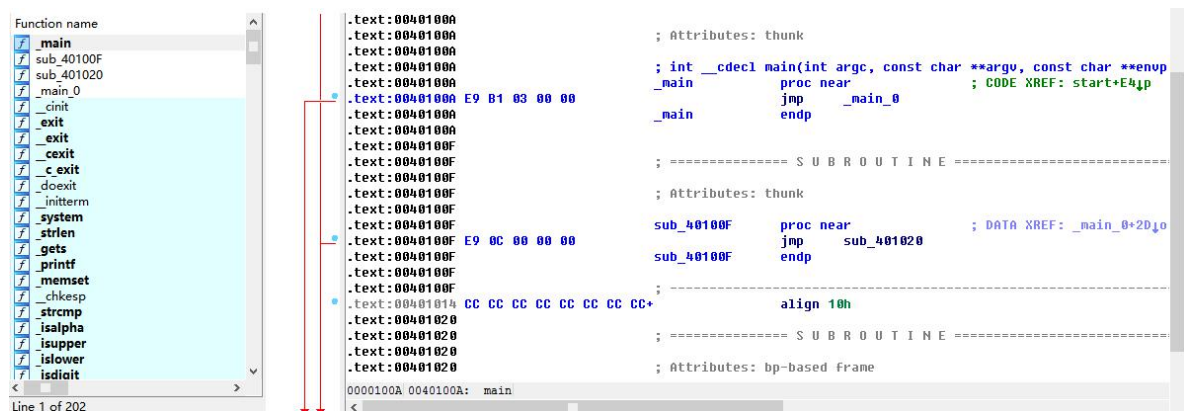 Function name
_main
sub_40100F
sub_401020
_main_0
__cinit
_exit
__exit
__cexit
__c_exit
_doexit
__initterm
_system
_strlen
_gets
_printf
_memset
__chkesp
_strcmp
_isalpha
_isupper
_islower
_isdigit
Line 1 of 202
.text:0040100A
.text:0040100A ; Attributes: thunk
.text:0040100A
.text:0040100A ; int __cdecl main(int argc, const char **argv, const char **envp
.text:0040100A _main proc near ; CODE XREF: start+E4↓p
.text:0040100A E9 B1 03 00 00 jmp _main_0
.text:0040100A _main endp
.text:0040100A
.text:0040100F
.text:0040100F ; =============== S U B R O U T I N E ===========================
.text:0040100F
.text:0040100F ; Attributes: thunk
.text:0040100F
.text:0040100F sub_40100F proc near ; DATA XREF: _main_0+2D↓o
.text:0040100F E9 0C 00 00 00 jmp sub_401020
.text:0040100F sub_40100F endp
.text:0040100F
.text:0040100F ; ---------------------------------------------------------------
.text:00401014 CC CC CC CC CC CC CC CC+ align 10h
.text:00401020
.text:00401020 ; =============== S U B R O U T I N E ===========================
.text:00401020
.text:00401020 ; Attributes: bp-based frame
0000100A 0040100A: main